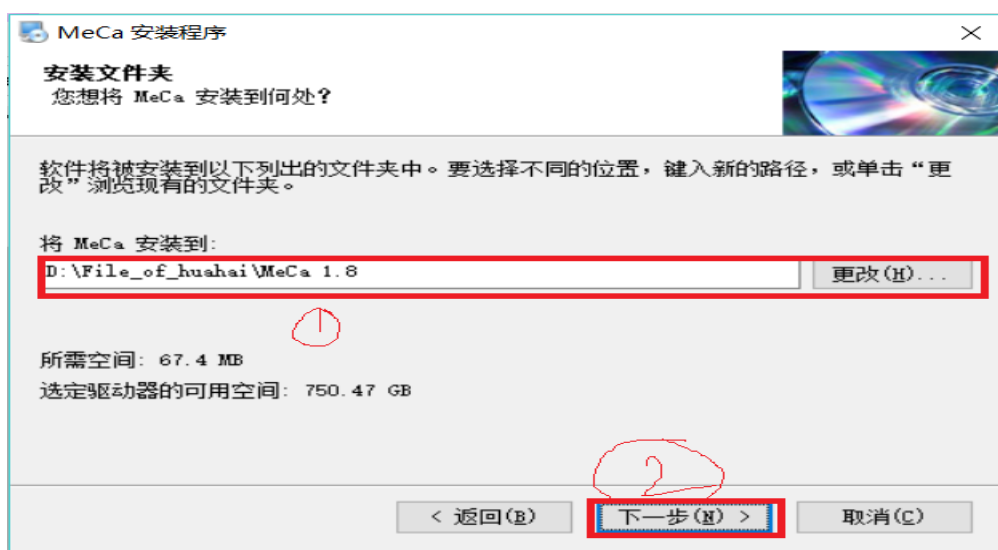 MeCa 安装程序
安装文件夹
您想将 MeCa 安装到何处?
软件将被安装到以下列出的文件夹中。要选择不同的位置，键入新的路径，或单击“更
改”浏览现有的文件夹。
将 MeCa 安装到:
D:\File_of_huahai\MeCa 1.8
更改(H)...
1
所需空间: 67.4 MB
选定驱动器的可用空间: 750.47 GB
2
< 返回(B)
下一步(N) >
取消(C)